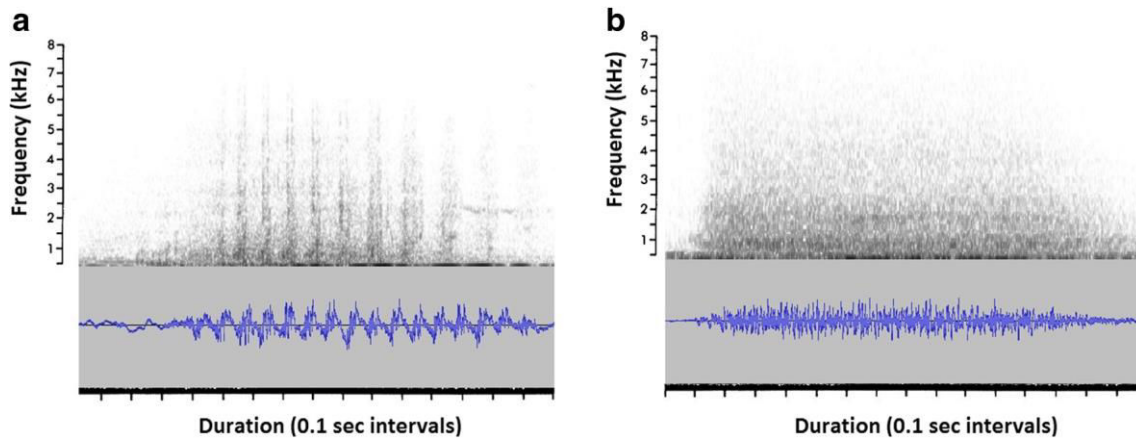 a
Frequency (kHz)
8
7
6
5
4
3
2
1
Duration (0.1 sec intervals)
b
Frequency (kHz)
8
7
6
5
4
3
2
1
Duration (0.1 sec intervals)